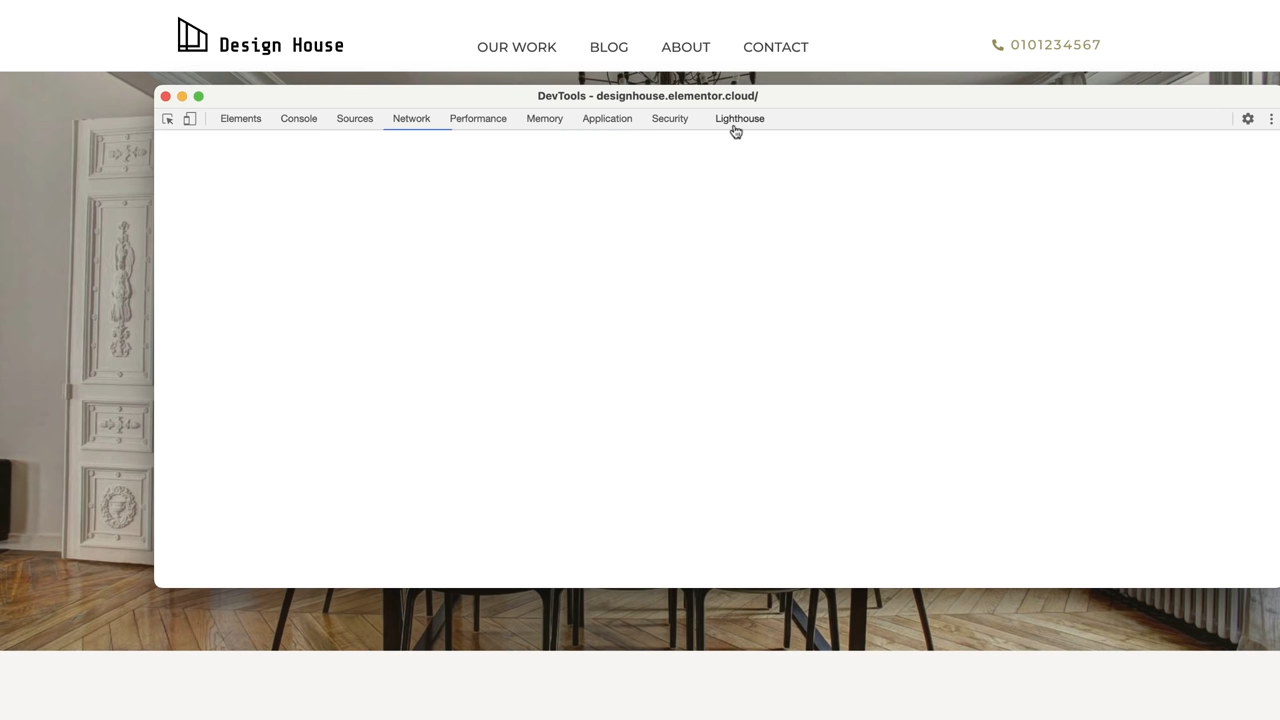 Design House
OUR WORK BLOG ABOUT CONTACT
0101234567
DevTools - designhouse.elementor.cloud/
Elements Console Sources Network Performance Memory Application Security Lighthouse